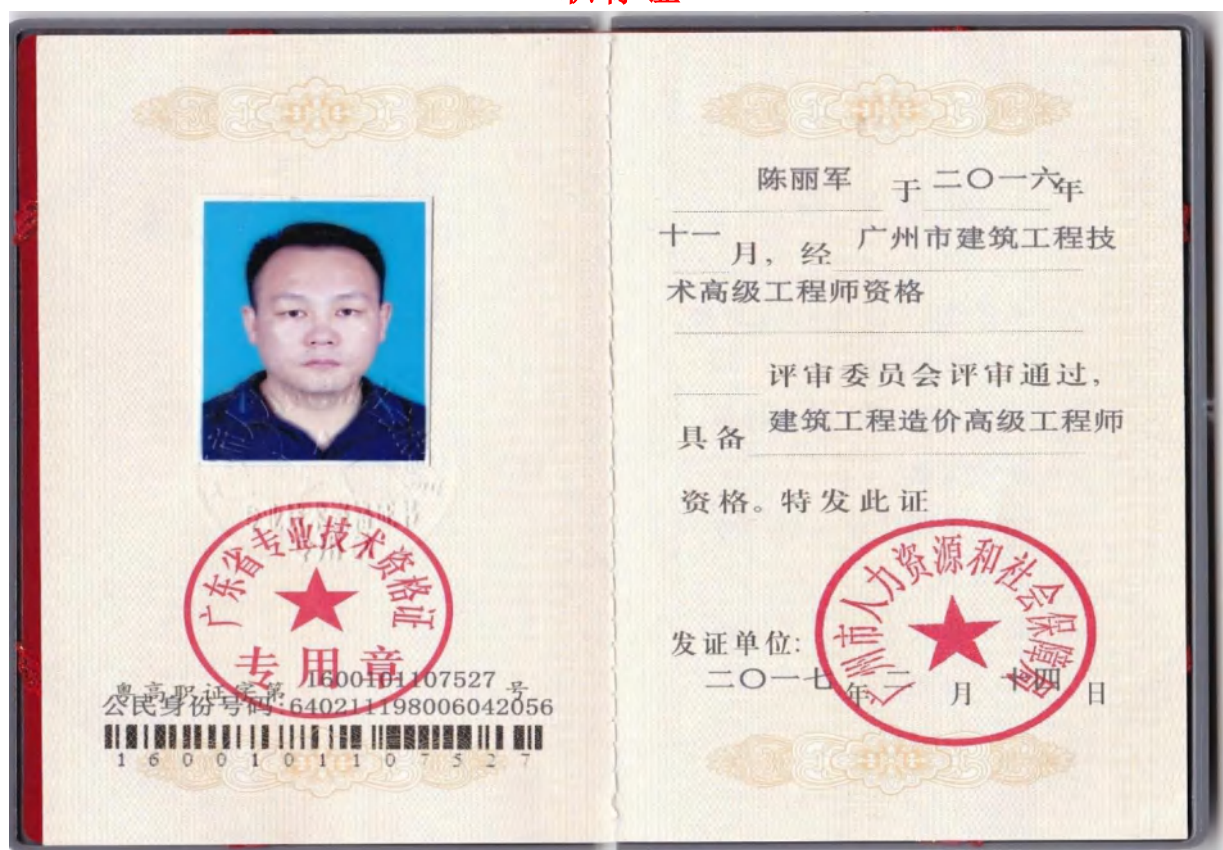 广东省专业技术资格证
专用章
粤高职证字第 1600101107527 号
公民身份号码:640211198006042056
1600101107527
陈丽军 于 二〇一六年
十一月，经 广州市建筑工程技
术高级工程师资格
评审委员会评审通过,
具备 建筑工程造价高级工程师
资格。特发此证
广州市人力资源和社会保障局
发证单位:
二〇一七年 二 月 十四 日